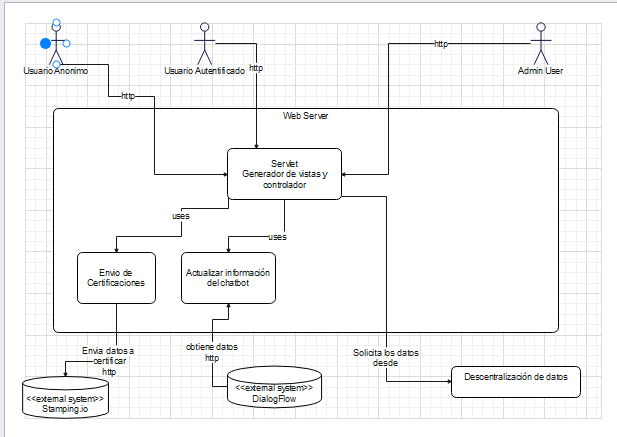 Usuario Anonimo
Usuario Autentificado
Admin User
http
http
http
Web Server
Servlet
Generador de vistas y
controlador
uses
uses
Envio de
Certificaciones
Actualizar información
del chatbot
Envia datos a
certificar
http
obtiene datos
http
Solicita los datos
desde
<<external system>>
Stamping.io
<<external system>>
DialogFlow
Descentralización de datos